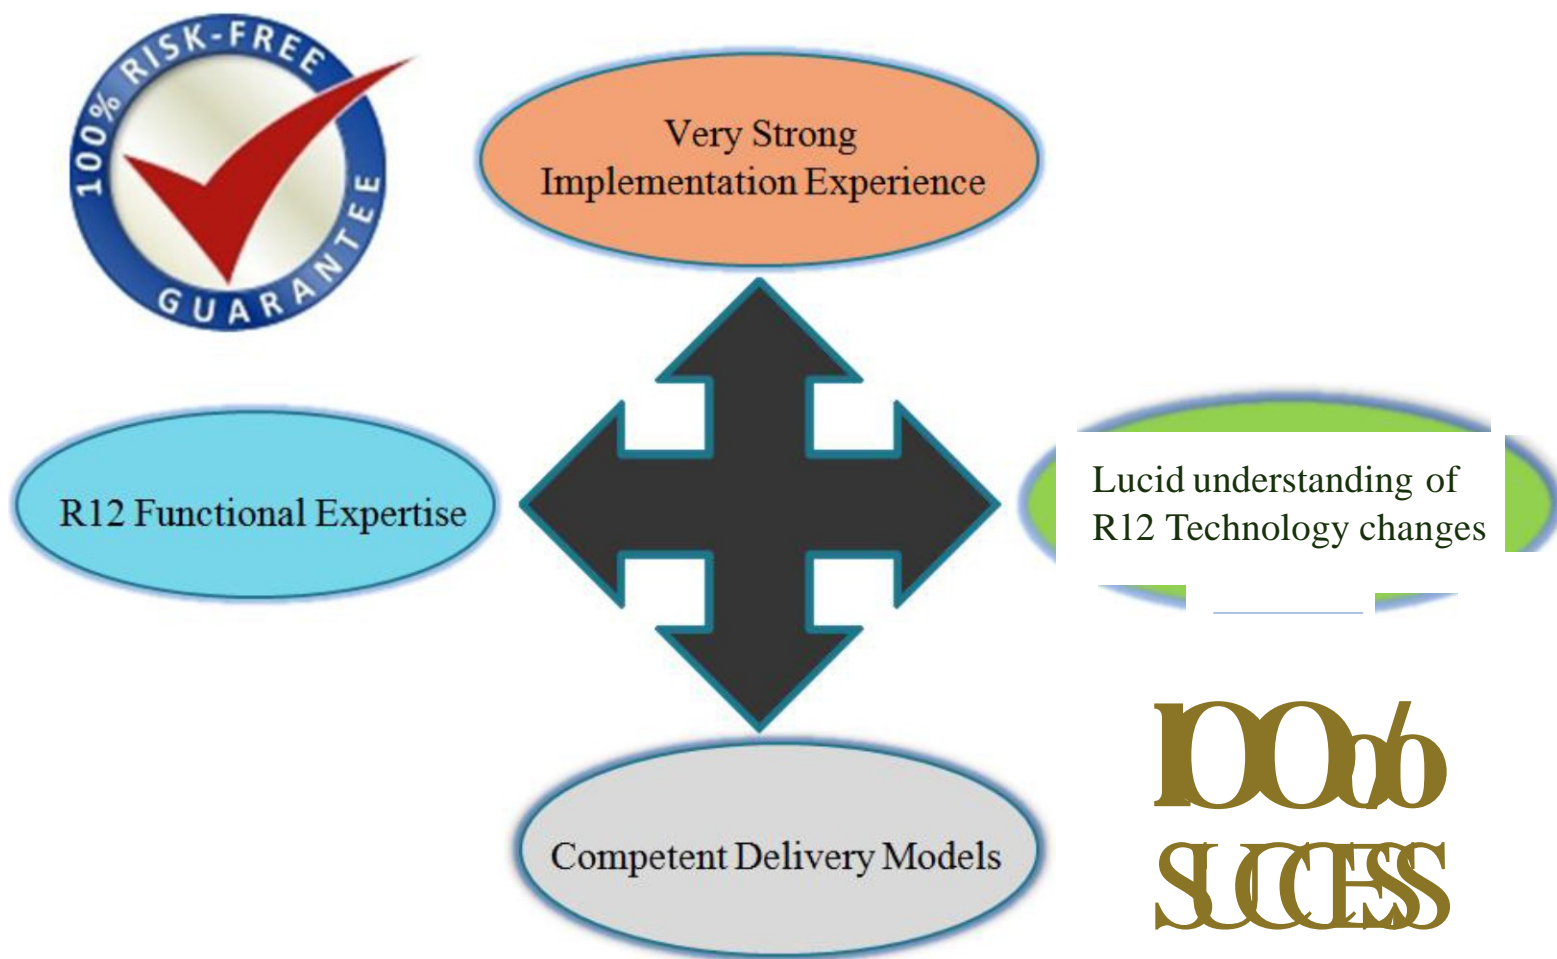 100% RISK-FREE
GUARANTEE
Very Strong
Implementation Experience
R12 Functional Expertise
Lucid understanding of
R12 Technology changes
Competent Delivery Models
100%
SUCCESS